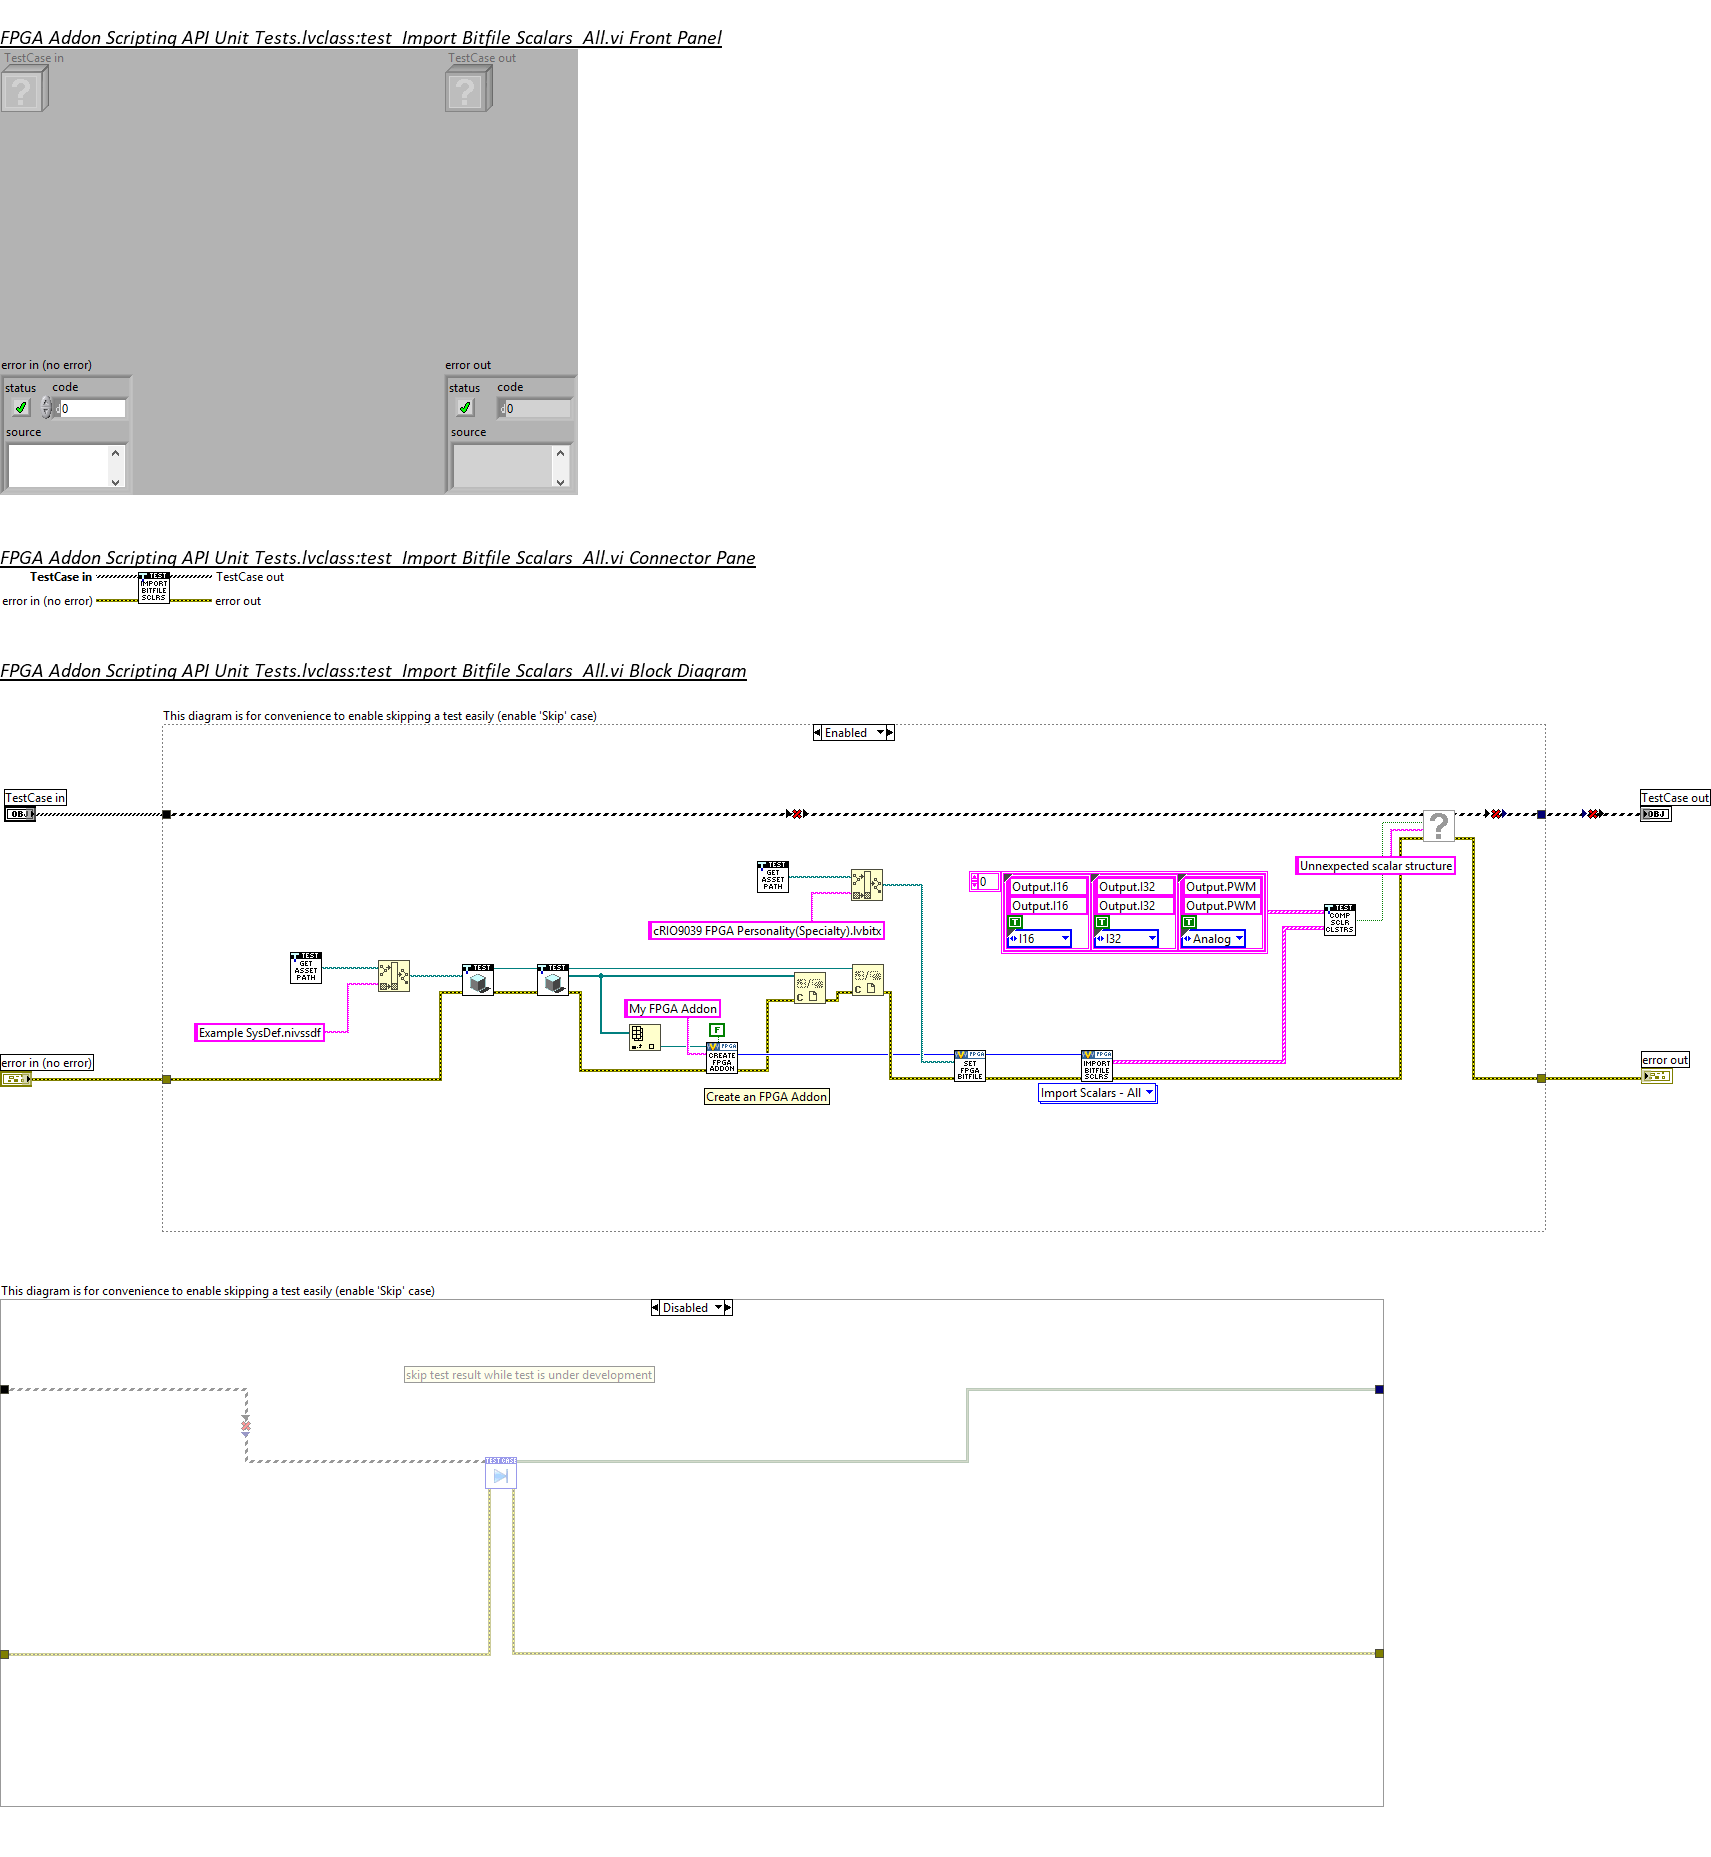 FPGA Addon Scripting API Unit Tests.lvclass:test_Import Bitfile Scalars_All.vi Front Panel
TestCase in
TestCase out
error in (no error)
error out
status
code
status
code
0
0
source
source
FPGA Addon Scripting API Unit Tests.lvclass:test_Import Bitfile Scalars_All.vi Connector Pane
TestCase in
TEST
IMPORT
BITFILE
SCLRS
TestCase out
error in (no error)
error out
FPGA Addon Scripting API Unit Tests.lvclass:test_Import Bitfile Scalars_All.vi Block Diagram
This diagram is for convenience to enable skipping a test easily (enable 'Skip' case)
Enabled
TestCase in
OBJ
TestCase out
OBJ
TEST
GET
ASSET
PATH
Unnexpected scalar structure
0
Output.I16
Output.I32
Output.PWM
Output.I16
Output.I32
Output.PWM
T
T
T
I16
I32
Analog
TEST
COMP
SCLR
CLSTRS
cRIO9039 FPGA Personality(Specialty).lvbitx
TEST
GET
ASSET
PATH
TEST
TEST
My FPGA Addon
Example SysDef.nivssdf
F
FPGA
CREATE
FPGA
ADDON
FPGA
SET
FPGA
BITFILE
FPGA
IMPORT
BITFILE
SCLRS
error in (no error)
error out
Create an FPGA Addon
Import Scalars - All
This diagram is for convenience to enable skipping a test easily (enable 'Skip' case)
Disabled
skip test result while test is under development
TEST CASE